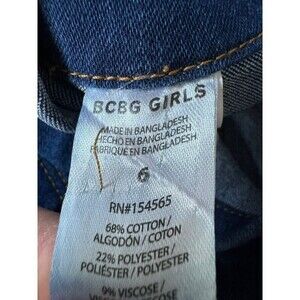 BCBG GIRLS
MADE IN BANGLADESH
HECHO EN BANGLADESH
FABRIQUÉ EN BANGLADESH
6
RN#154565
68% COTTON/
ALGODÓN / COTON
22% POLYESTER/
POLIÉSTER / POLYESTER
9% VISCOSE/